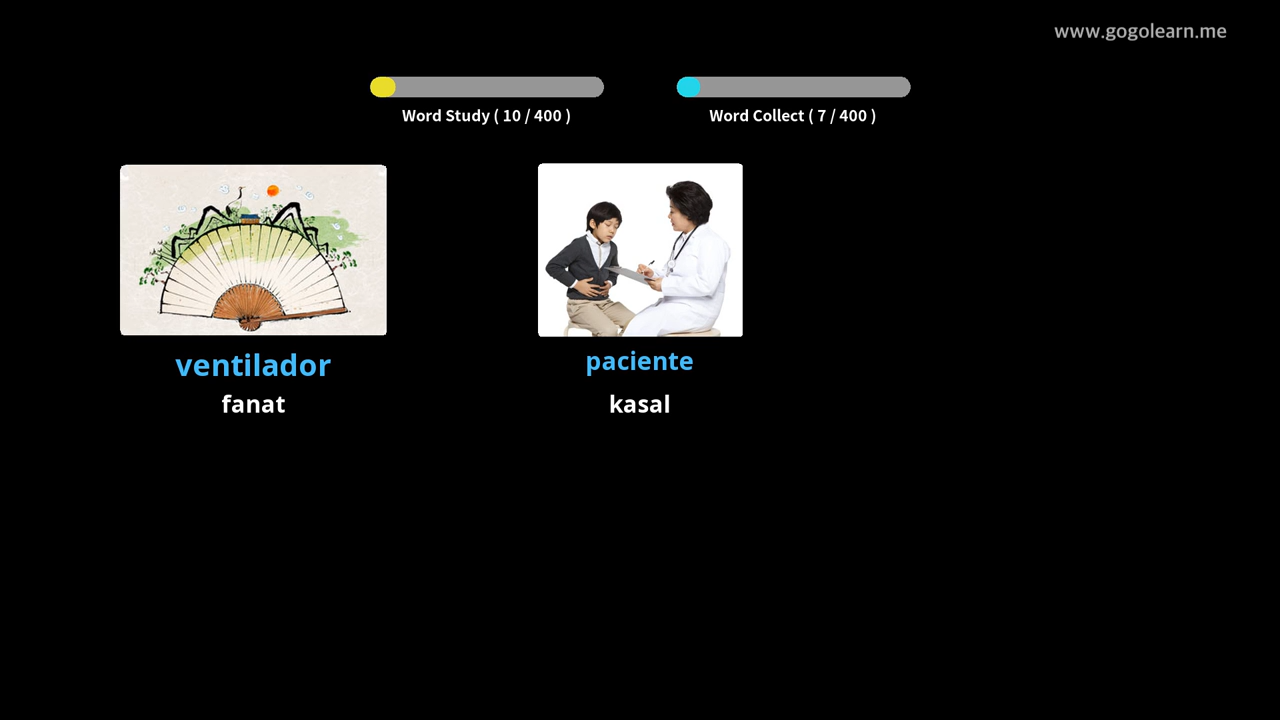 www.gogolearn.me
Word Study ( 10 / 400 )
Word Collect ( 7 / 400 )
ventilador
fanat
paciente
kasal